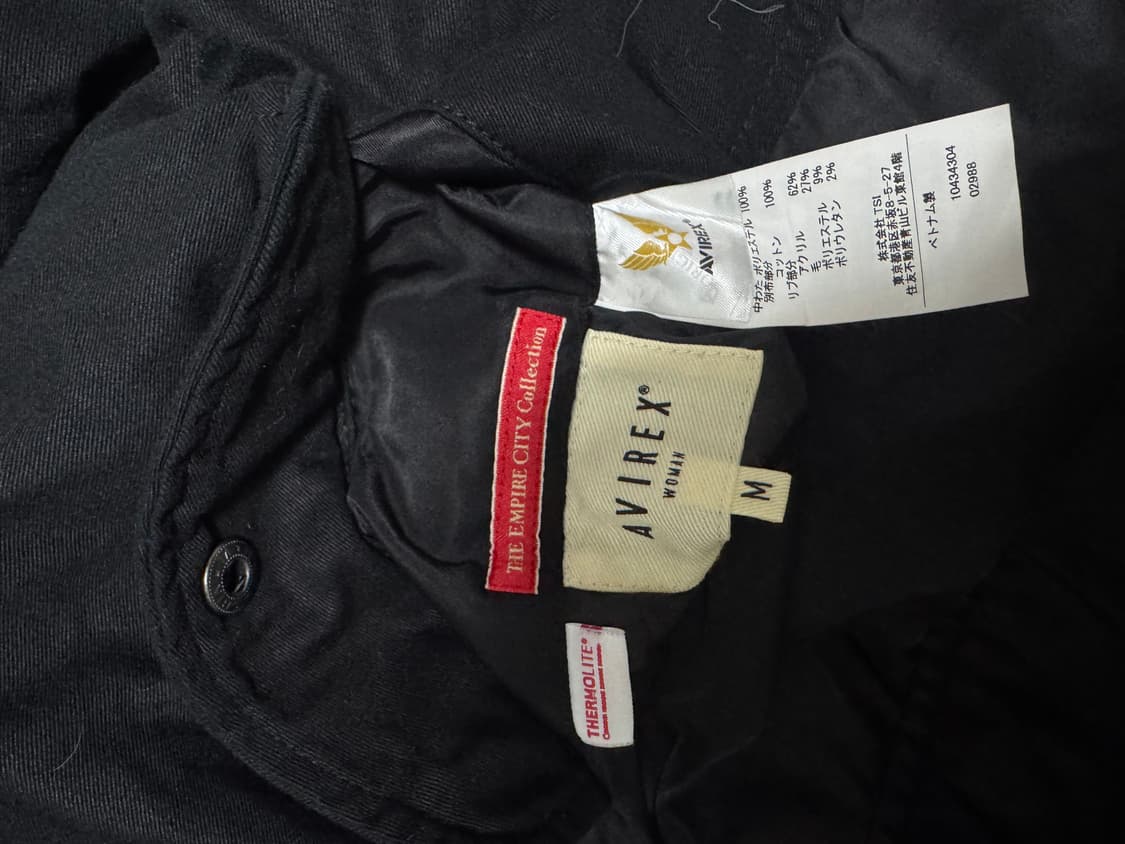 THE EMPIRE CITY Collection
AVIREX®
WOMAN
M
THERMOLITE®
AVIREX®
中わた ポリエステル 100%
別布部分
コットン 100%
リブ部分
アクリル 62%
毛 27%
ポリエステル 9%
ポリウレタン 2%
株式会社 TSI
東京都港区赤坂8-5-27
住友不動産青山ビル東館4階
ベトナム製
10434304
02988